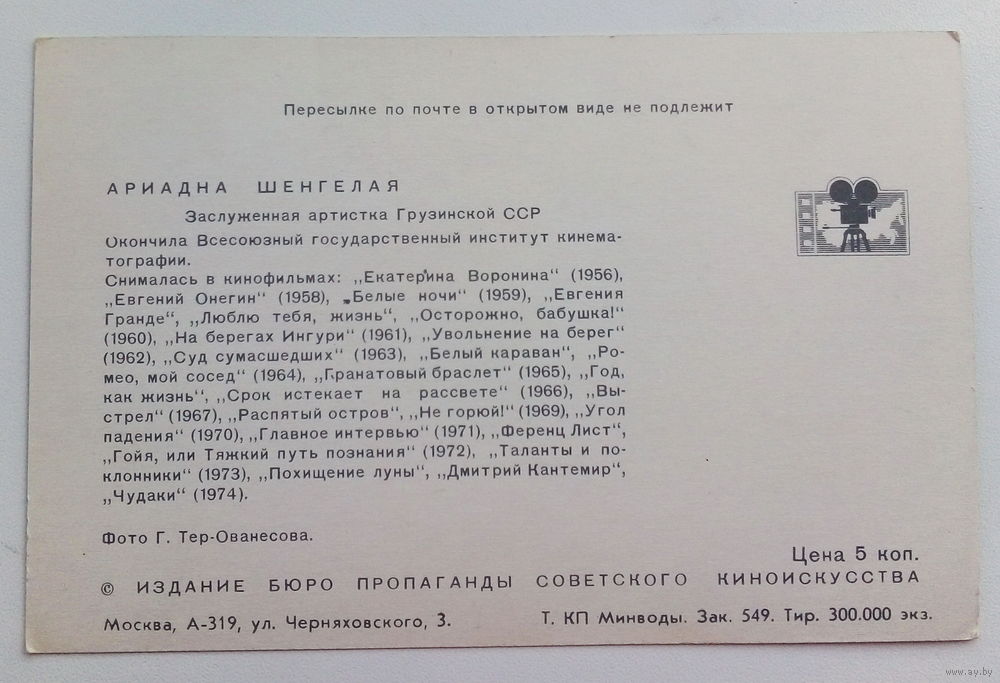 Пересылке по почте в открытом виде не подлежит
АРИАДНА ШЕНГЕЛАЯ
Заслуженная артистка Грузинской ССР
Окончила Всесоюзный государственный институт кинема-
тографии.
Снималась в кинофильмах: „Екатерина Воронина“ (1956),
„Евгений Онегин“ (1958), „Белые ночи“ (1959), „Евгения
Гранде“, „Люблю тебя, жизнь“, „Осторожно, бабушка!“
(1960), „На берегах Ингури“ (1961), „Увольнение на берег“
(1962), „Суд сумасшедших“ (1963), „Белый караван“, „Ро-
мео, мой сосед“ (1964), „Гранатовый браслет“ (1965), „Год,
как жизнь“, „Срок истекает на рассвете“ (1966), „Вы-
стрел“ (1967), „Распятый остров“, „Не горюй!“ (1969), „Угол
падения“ (1970), „Главное интервью“ (1971), „Ференц Лист“,
„Гойя, или Тяжкий путь познания“ (1972), „Таланты и по-
клонники“ (1973), „Похищение луны“, „Дмитрий Кантемир“,
„Чудаки“ (1974).
Фото Г. Тер-Ованесова.
Цена 5 коп.
© ИЗДАНИЕ БЮРО ПРОПАГАНДЫ СОВЕТСКОГО КИНОИСКУССТВА
Москва, А-319, ул. Черняховского, 3. Т. КП Минводы. Зак. 549. Тир. 300.000 экз.
www.ay.by